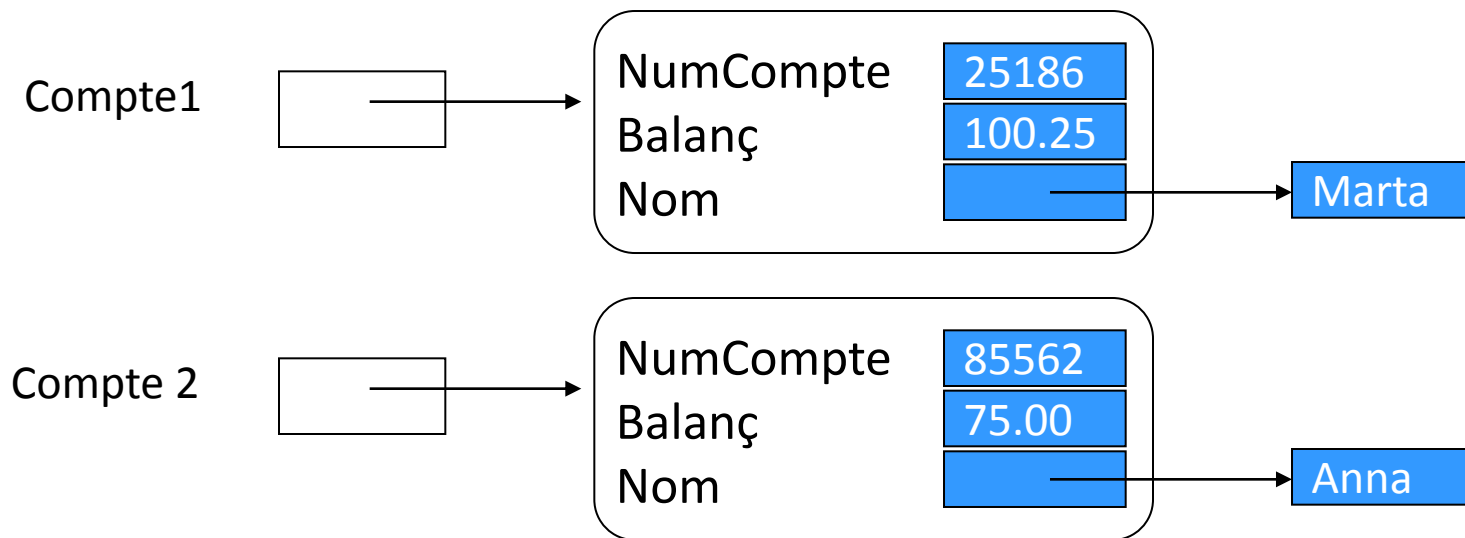 Compte1
NumCompte 25186
Balanç 100.25
Nom
Marta
Compte 2
NumCompte 85562
Balanç 75.00
Nom
Anna